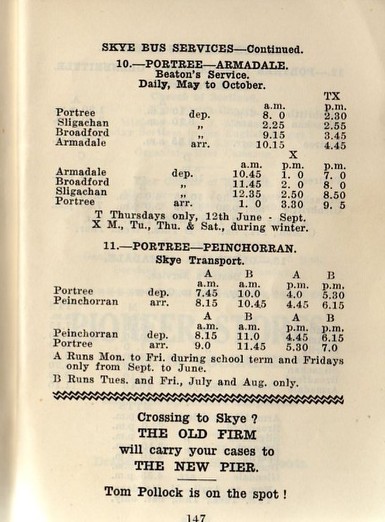 SKYE BUS SERVICES—Continued.
10.—PORTREE—ARMADALE.
Beaton's Service.
Daily, May to October.
TX
a.m. p.m.
Portree dep. 8. 0 2.30
Sligachan „ 2.25 2.55
Broadford „ 9.15 3.45
Armadale arr. 10.15 4.45
X
a.m. p.m. p.m.
Armadale dep. 10.45 1. 0 7. 0
Broadford „ 11.45 2. 0 8. 0
Sligachan „ 12.35 2.50 8.50
Portree arr. 1. 0 3.30 9. 5
T Thursdays only, 12th June - Sept.
X M., Tu., Thu. & Sat., during winter.
11.—PORTREE—PEINCHORRAN.
Skye Transport.
A B A B
a.m. a.m. p.m. p.m.
Portree dep. 7.45 10.0 4.0 5.30
Peinchorran arr. 8.15 10.45 4.45 6.15
A B A B
a.m. a.m. p.m. p.m.
Peinchorran dep. 8.15 11.0 4.45 6.15
Portree arr. 9.0 11.45 5.30 7.0
A Runs Mon. to Fri. during school term and Fridays
only from Sept. to June.
B Runs Tues. and Fri., July and Aug. only.
Crossing to Skye ?
THE OLD FIRM
will carry your cases to
THE NEW PIER.
Tom Pollock is on the spot !
147